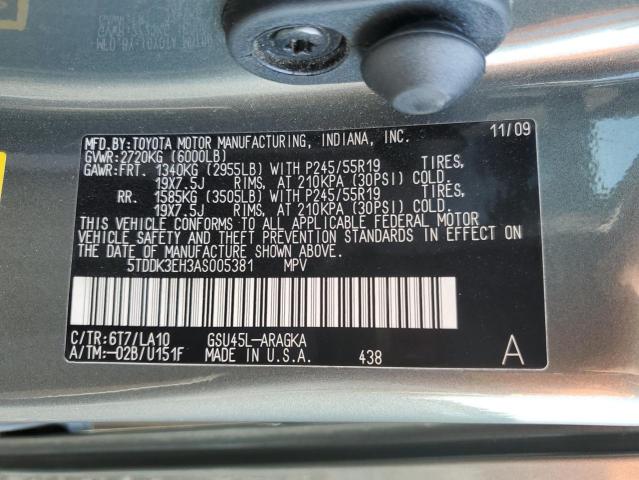 MFD.BY:TOYOTA MOTOR MANUFACTURING, INDIANA, INC. 11/09
GVWR:2720KG (6000LB)
GAWR:FRT. 1340KG (2955LB) WITH P245/55R19 TIRES,
19X7.5J RIMS, AT 210KPA (30PSI) COLD.
RR. 1585KG (3505LB) WITH P245/55R19 TIRES,
19X7.5J RIMS, AT 210KPA (30PSI) COLD.
THIS VEHICLE CONFORMS TO ALL APPLICABLE FEDERAL MOTOR
VEHICLE SAFETY AND THEFT PREVENTION STANDARDS IN EFFECT ON
THE DATE OF MANUFACTURE SHOWN ABOVE.
5TDDK3EH3AS005381 MPV
C/TR:6T7/LA10 GSU45L-ARAGKA
A/TM:-02B/U151F MADE IN U.S.A. 438 A